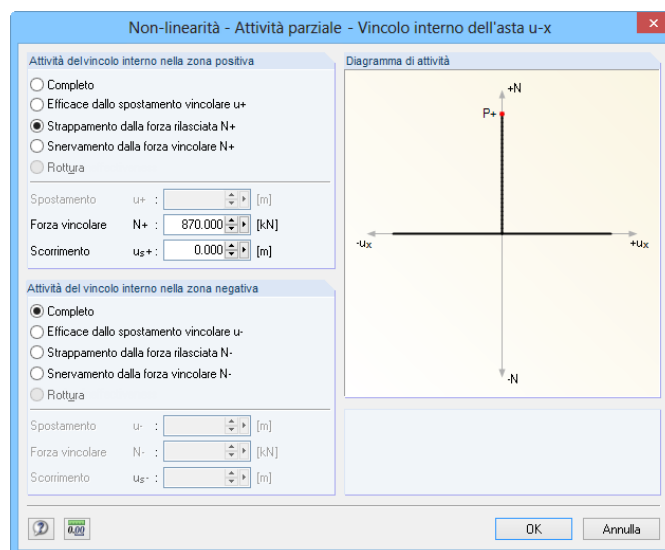 Non-linearità - Attività parziale - Vincolo interno dell'asta u-x
Attività del vincolo interno nella zona positiva
Completo
Efficace dallo spostamento vincolare u+
Strappamento dalla forza rilasciata N+
Snervamento da forza vincolare N+
Rottura
Spostamento u+ : [m]
Forza vincolare N+ : 870.000 [kN]
Scorrimento us+ : 0.000 [m]
Attività del vincolo interno nella zona negativa
Completo
Efficace dallo spostamento vincolare u-
Strappamento dalla forza rilasciata N-
Snervamento dalla forza vincolare N-
Rottura
Spostamento u- : [m]
Forza vincolare N- : [kN]
Scorrimento us- : [m]
Diagramma di attività
+N
P+
-ux
+ux
-N
0.00
OK
Annulla